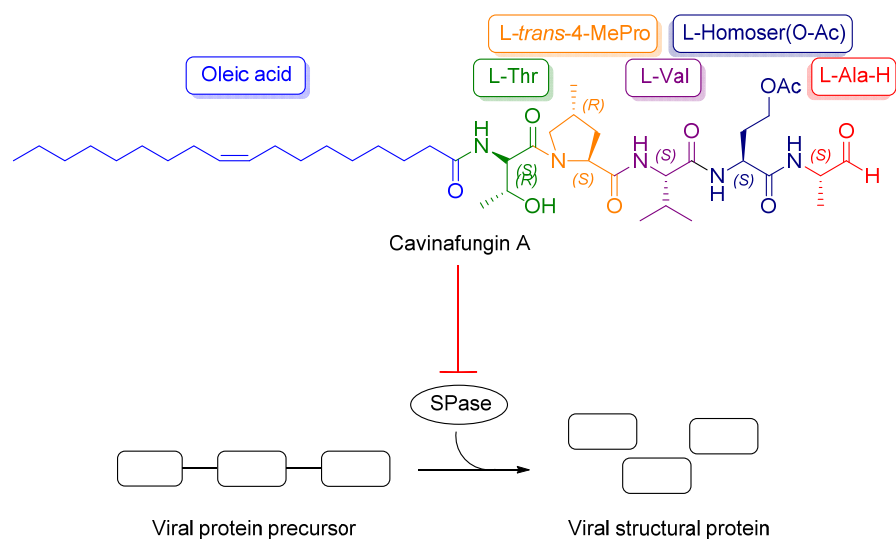 L-trans-4-MePro
L-Homoser(O-Ac)
Oleic acid
L-Thr
L-Val
L-Ala-H
OAc
(R)
H
N
O
O
(S)
H
N
O
H
N
(S)
O
H
(S)
(R)
N
(S)
O
N
H
(S)
O
O
OH
Cavinafungin A
SPase
Viral protein precursor
Viral structural protein